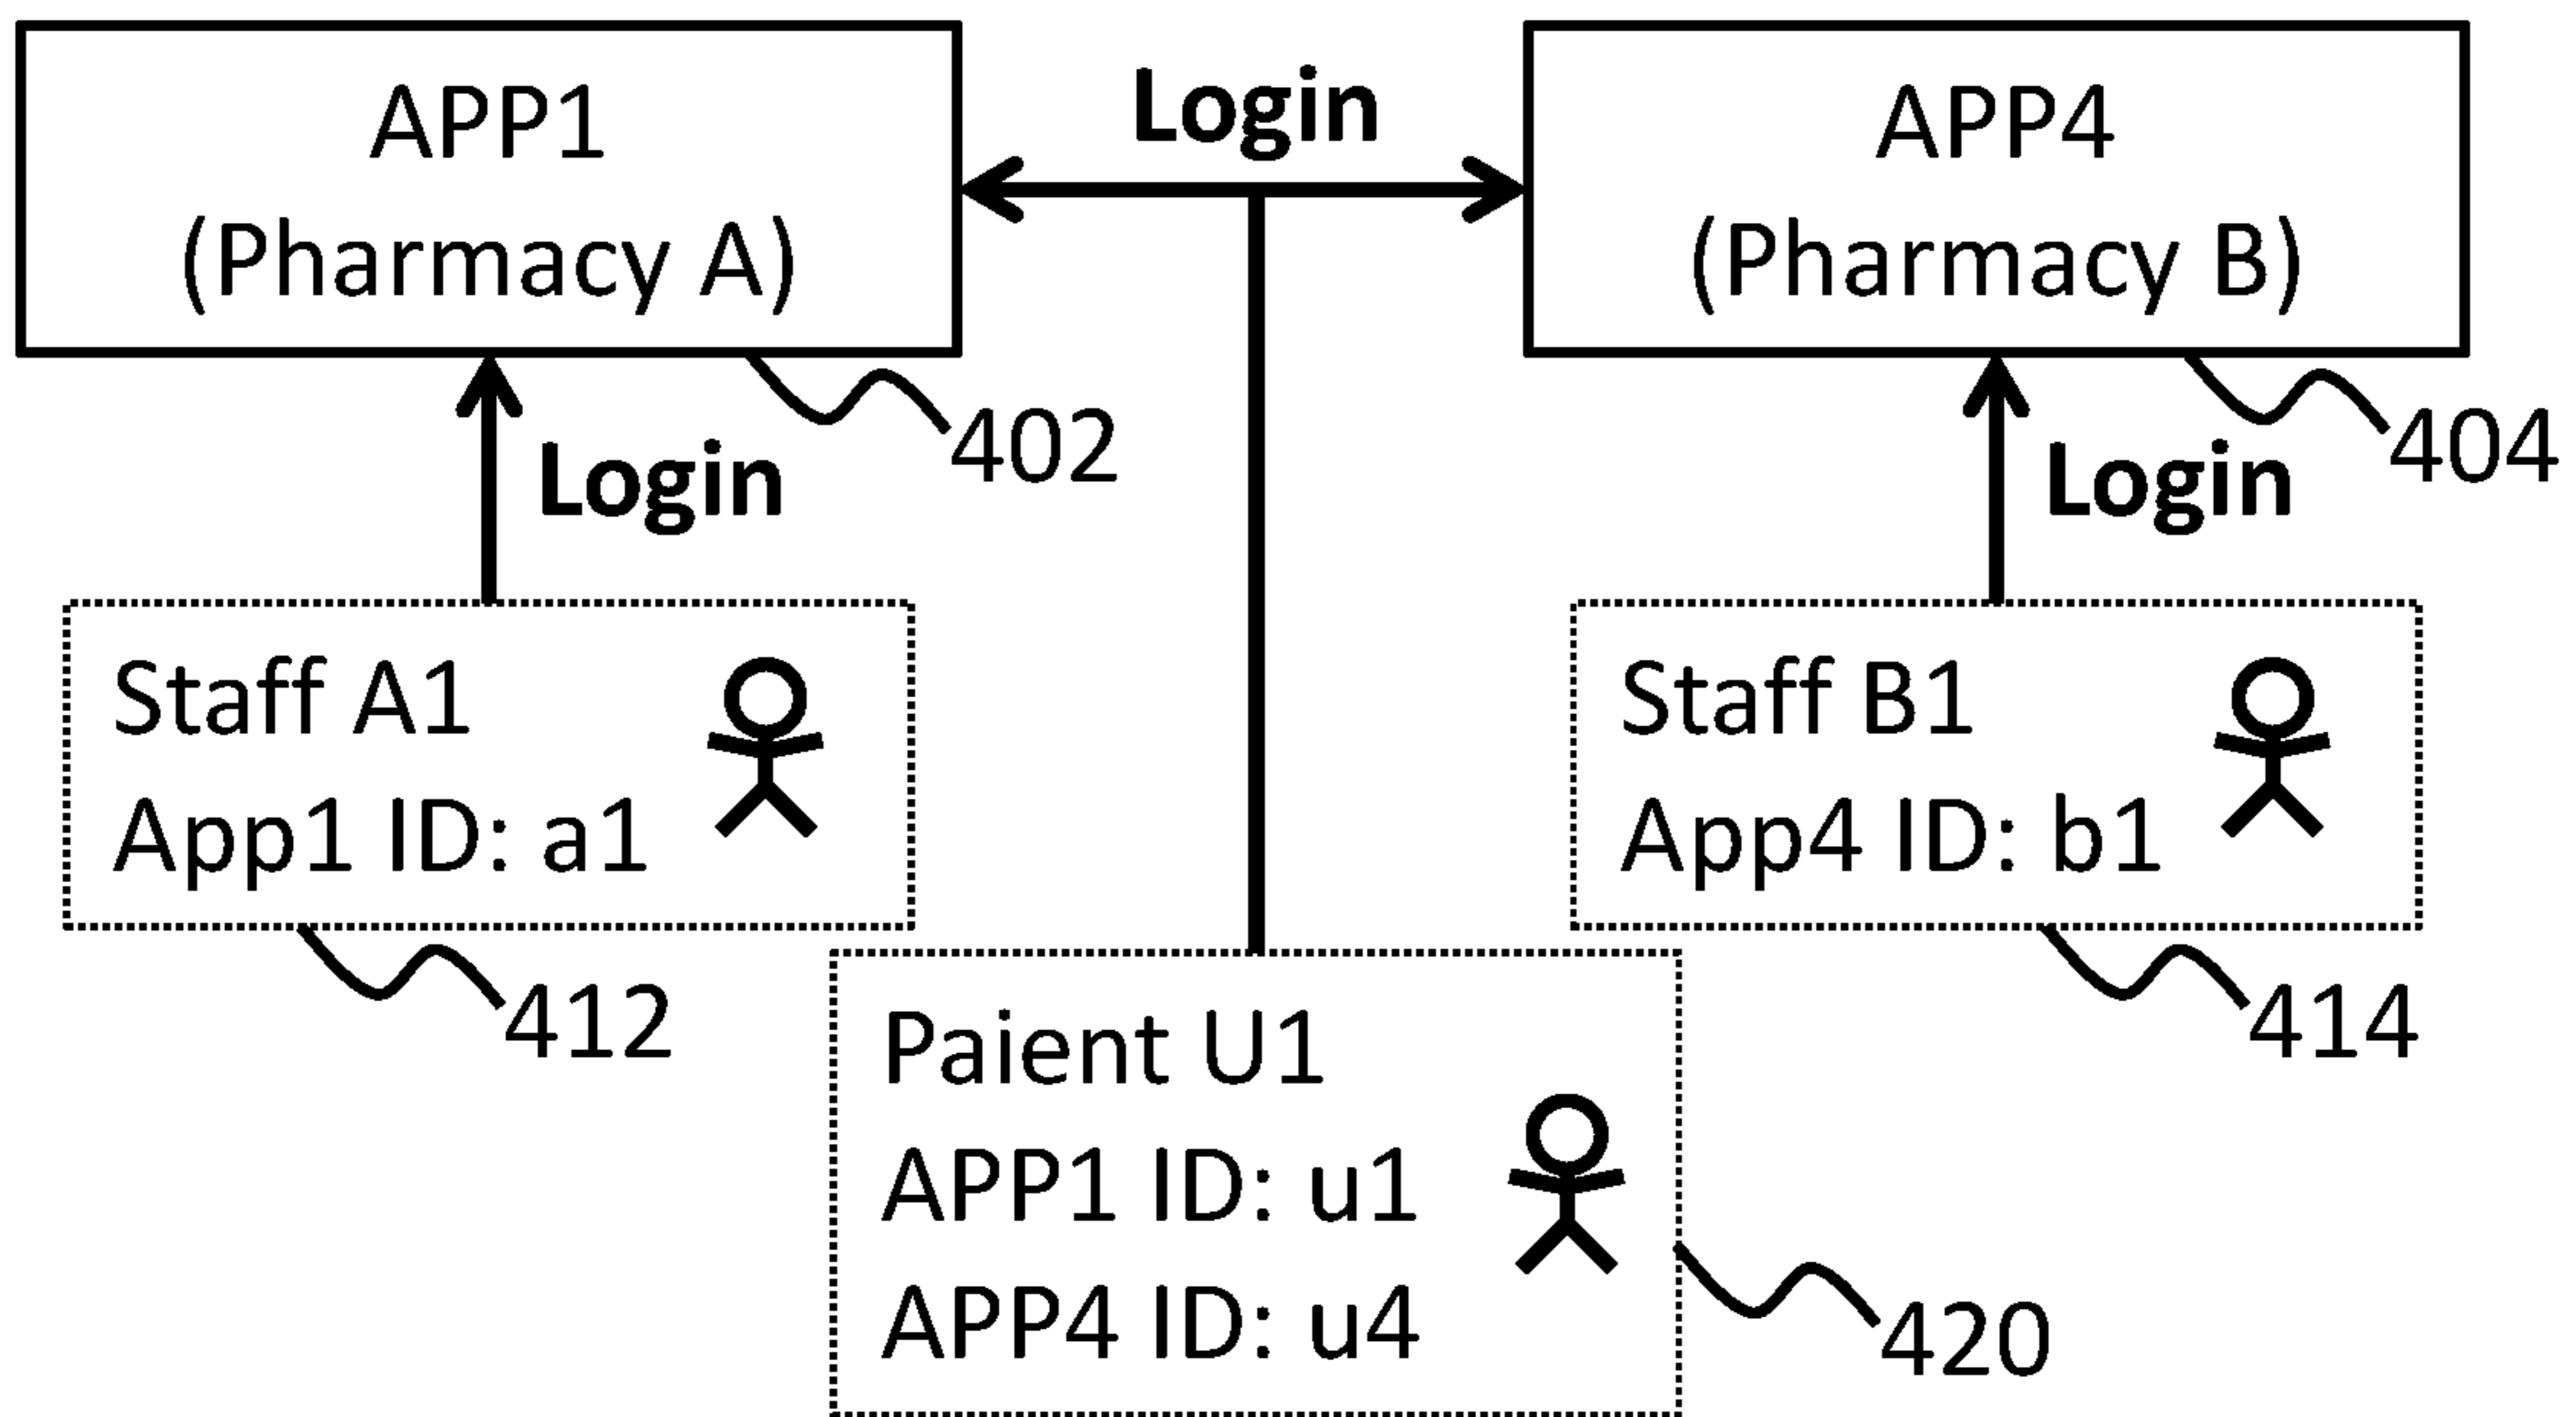 APP1
(Pharmacy A)
Login
APP4
(Pharmacy B)
402
404
Login
Login
Staff A1
App1 ID: a1
Staff B1
App4 ID: b1
412
414
Paient U1
APP1 ID: u1
APP4 ID: u4
420